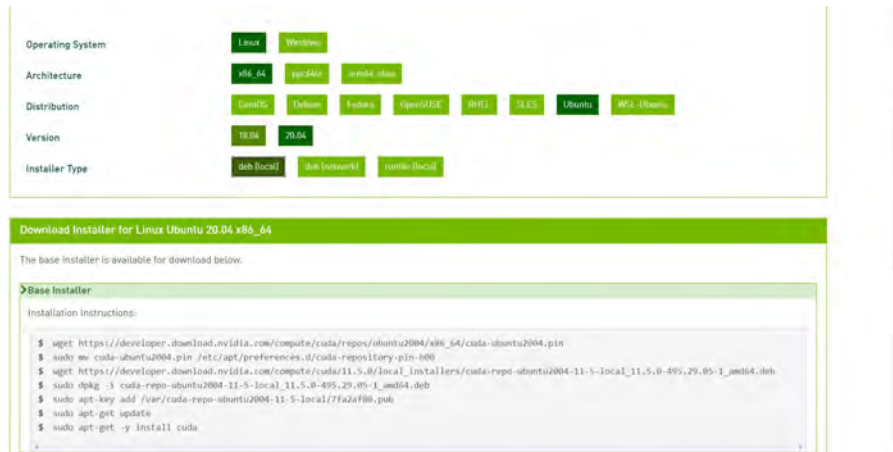 Operating System Linux Windows
Architecture x86_64 ppc64le arm64-sbsa
Distribution CentOS Debian Fedora OpenSUSE RHEL SLES Ubuntu WSL-Ubuntu
Version 18.04 20.04
Installer Type deb [local] deb [network] runfile [local]
Download Installer for Linux Ubuntu 20.04 x86_64
The base installer is available for download below.
Base Installer
Installation Instructions:
$ wget https://developer.download.nvidia.com/compute/cuda/repos/ubuntu2004/x86_64/cuda-ubuntu2004.pin
$ sudo mv cuda-ubuntu2004.pin /etc/apt/preferences.d/cuda-repository-pin-600
$ wget https://developer.download.nvidia.com/compute/cuda/11.5.0/local_installers/cuda-repo-ubuntu2004-11-5-local_11.5.0-495.29.05-1_amd64.deb
$ sudo dpkg -i cuda-repo-ubuntu2004-11-5-local_11.5.0-495.29.05-1_amd64.deb
$ sudo apt-key add /var/cuda-repo-ubuntu2004-11-5-local/7fa2af80.pub
$ sudo apt-get update
$ sudo apt-get -y install cuda